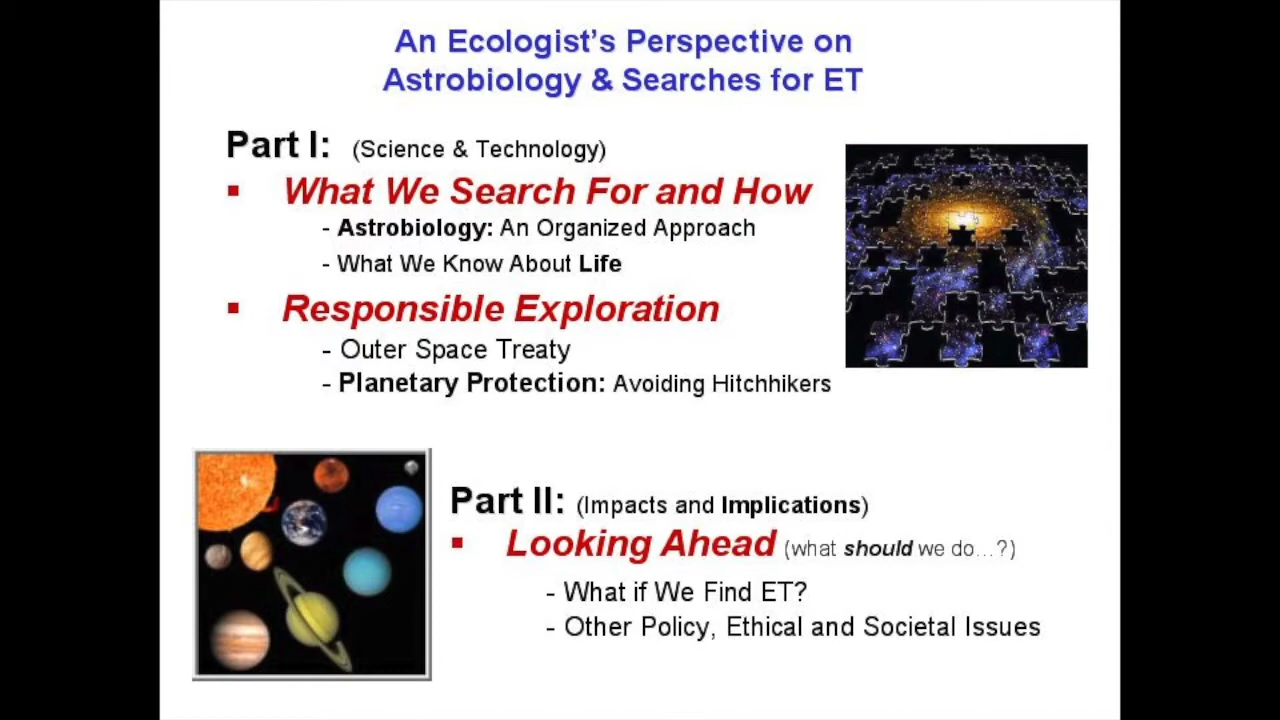 An Ecologist's Perspective on
Astrobiology & Searches for ET
Part I: (Science & Technology)
▪ What We Search For and How
- Astrobiology: An Organized Approach
- What We Know About Life
▪ Responsible Exploration
- Outer Space Treaty
- Planetary Protection: Avoiding Hitchhikers
Part II: (Impacts and Implications)
▪ Looking Ahead (what should we do...?)
- What if We Find ET?
- Other Policy, Ethical and Societal Issues